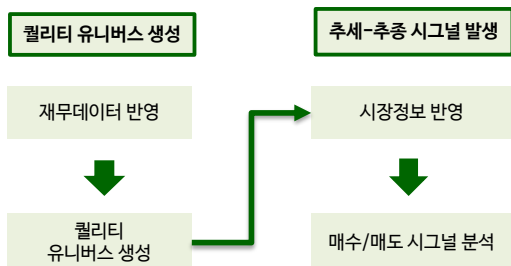 퀄리티 유니버스 생성
재무데이터 반영
퀄리티
유니버스 생성
추세-추종 시그널 발생
시장정보 반영
매수/매도 시그널 분석